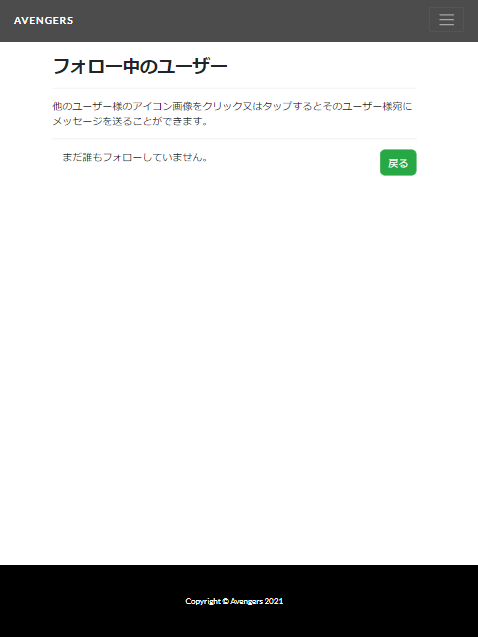 AVENGERS
フォロー中のユーザー
他のユーザー様のアイコン画像をクリック又はタップするとそのユーザー様宛に
メッセージを送ることができます。
まだ誰もフォローしていません。
戻る
Copyright © Avengers 2021